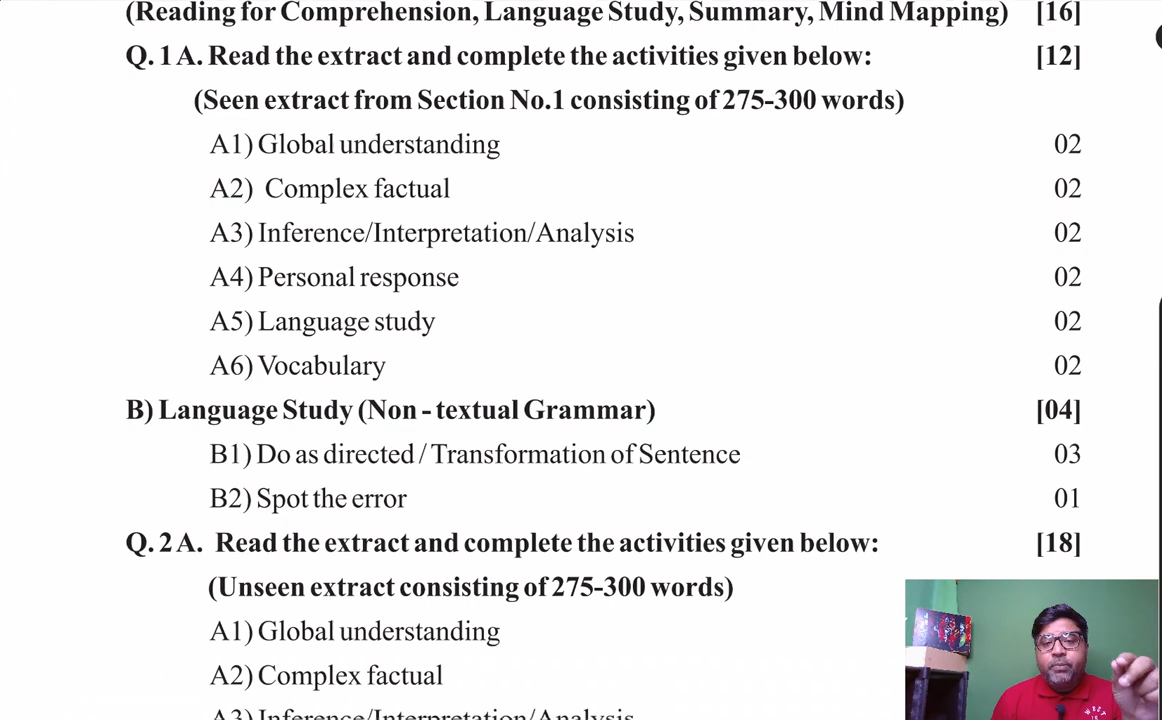 (Reading for Comprehension, Language Study, Summary, Mind Mapping) [16]
Q. 1 A. Read the extract and complete the activities given below: [12]
(Seen extract from Section No.1 consisting of 275-300 words)
A1) Global understanding 02
A2) Complex factual 02
A3) Inference/Interpretation/Analysis 02
A4) Personal response 02
A5) Language study 02
A6) Vocabulary 02
B) Language Study (Non - textual Grammar) [04]
B1) Do as directed / Transformation of Sentence 03
B2) Spot the error 01
Q. 2 A. Read the extract and complete the activities given below: [18]
(Unseen extract consisting of 275-300 words)
A1) Global understanding
A2) Complex factual
A3) Inference/Interpretation/Analysis